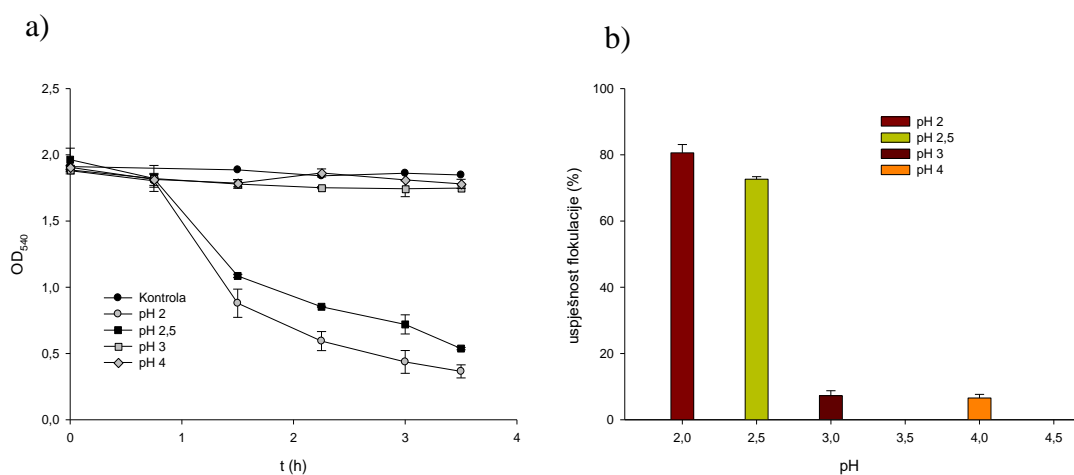 a)
2,5
2,0
1,5
1,0
0,5
0,0
OD540
Kontrola
pH 2
pH 2,5
pH 3
pH 4
0
1
2
3
4
t (h)
b)
100
80
60
40
20
0
uspješnost flokulacije (%)
pH 2
pH 2,5
pH 3
pH 4
2,0
2,5
3,0
3,5
4,0
4,5
pH